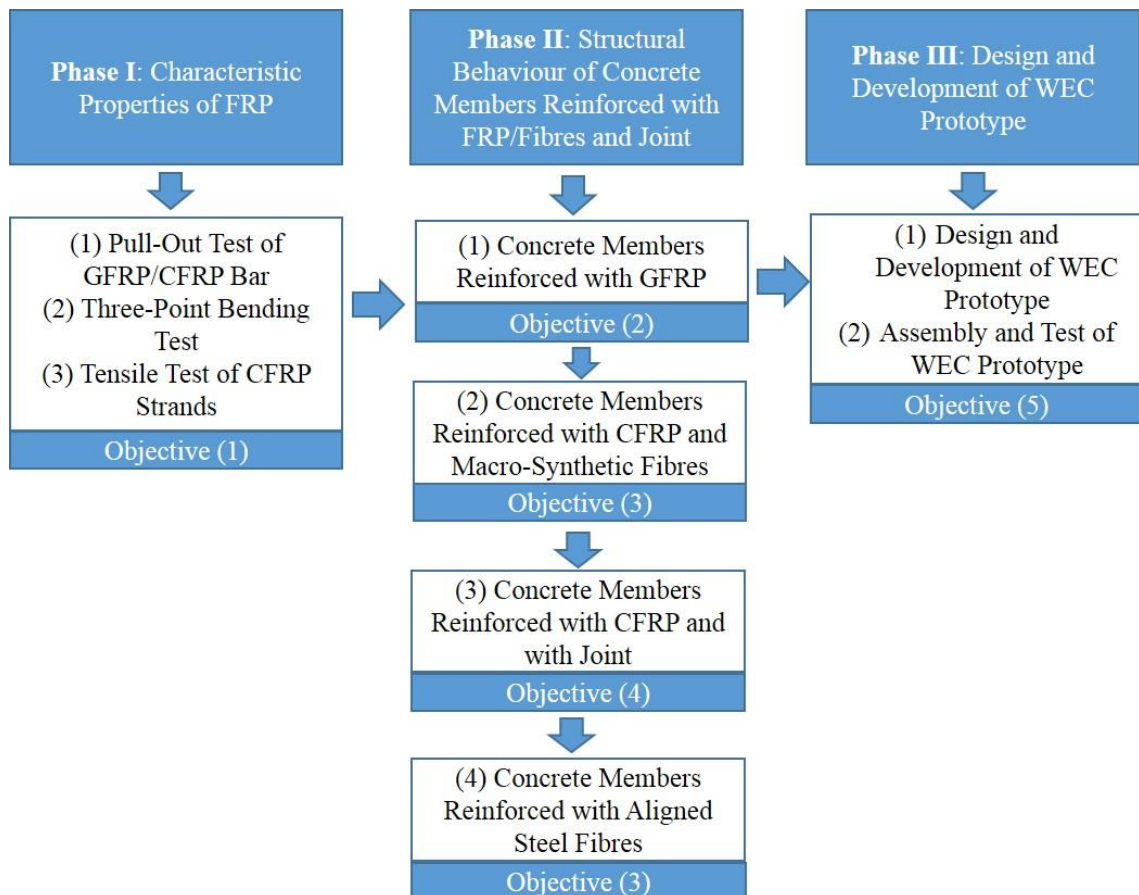 Phase I: Characteristic
Properties of FRP
(1) Pull-Out Test of
GFRP/CFRP Bar
(2) Three-Point Bending
Test
(3) Tensile Test of CFRP
Strands
Objective (1)
Phase II: Structural
Behaviour of Concrete
Members Reinforced with
FRP/Fibres and Joint
(1) Concrete Members
Reinforced with GFRP
Objective (2)
(2) Concrete Members
Reinforced with CFRP and
Macro-Synthetic Fibres
Objective (3)
(3) Concrete Members
Reinforced with CFRP and
with Joint
Objective (4)
(4) Concrete Members
Reinforced with Aligned
Steel Fibres
Objective (3)
Phase III: Design and
Development of WEC
Prototype
(1) Design and
Development of WEC
Prototype
(2) Assembly and Test of
WEC Prototype
Objective (5)